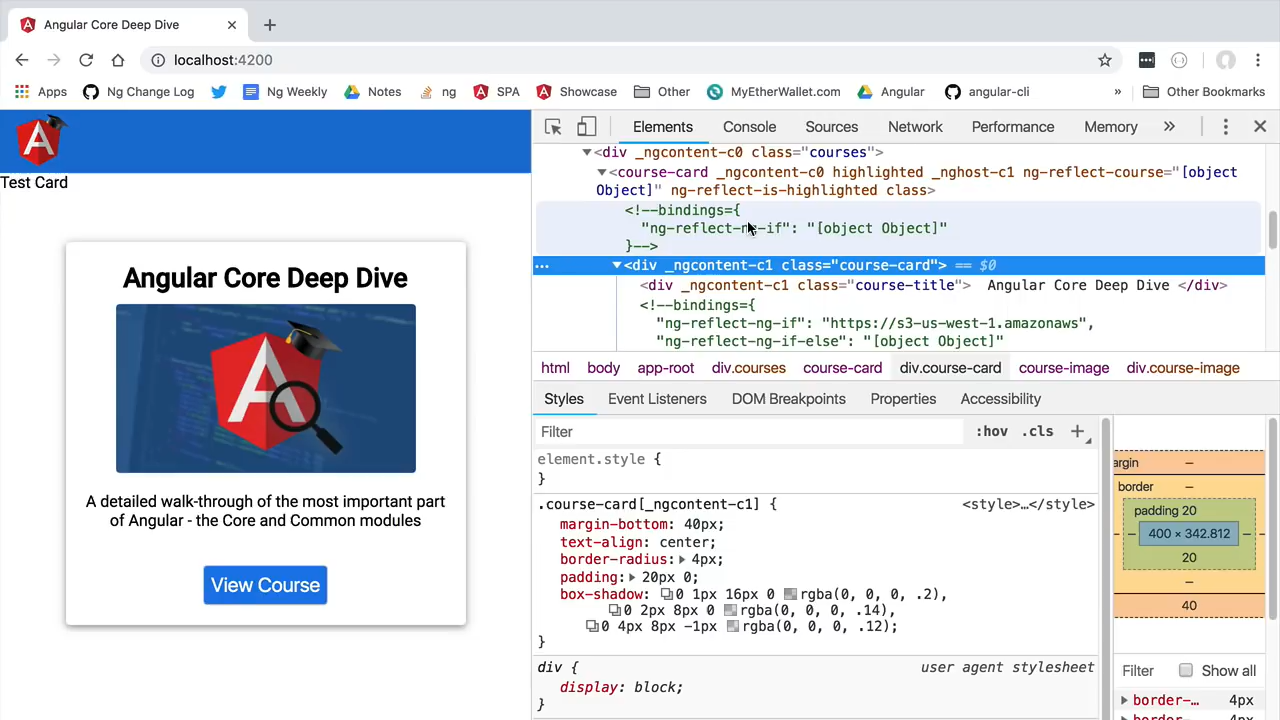 Angular Core Deep Dive
localhost:4200
Apps Ng Change Log Ng Weekly Notes ng SPA Showcase Other MyEtherWallet.com Angular angular-cli » Other Bookmarks
Elements Console Sources Network Performance Memory »
Test Card
Angular Core Deep Dive
A detailed walk-through of the most important part
of Angular - the Core and Common modules
View Course
<div _ngcontent-c0 class="courses">
<course-card _ngcontent-c0 highlighted _nghost-c1 ng-reflect-course="[object
Object]" ng-reflect-is-highlighted class>
<!--bindings={
"ng-reflect-ng-if": "[object Object]"
}-->
<div _ngcontent-c1 class="course-card"> == $0
<div _ngcontent-c1 class="course-title"> Angular Core Deep Dive </div>
<!--bindings={
"ng-reflect-ng-if": "https://s3-us-west-1.amazonaws",
"ng-reflect-ng-if-else": "[object Object]"
html body app-root div.courses course-card div.course-card course-image div.course-image
Styles Event Listeners DOM Breakpoints Properties Accessibility
Filter :hov .cls +
element.style {
}
.course-card[_ngcontent-c1] { <style>…</style>
margin-bottom: 40px;
text-align: center;
border-radius: 4px;
padding: 20px 0;
box-shadow: 0 1px 16px 0 rgba(0, 0, 0, .2),
0 2px 8px 0 rgba(0, 0, 0, .14),
0 4px 8px -1px rgba(0, 0, 0, .12);
}
div { user agent stylesheet
display: block;
}
argin –
border –
padding 20
– 400 × 342.812 –
20
–
40
Filter Show all
border-… 4px
border-… 4px